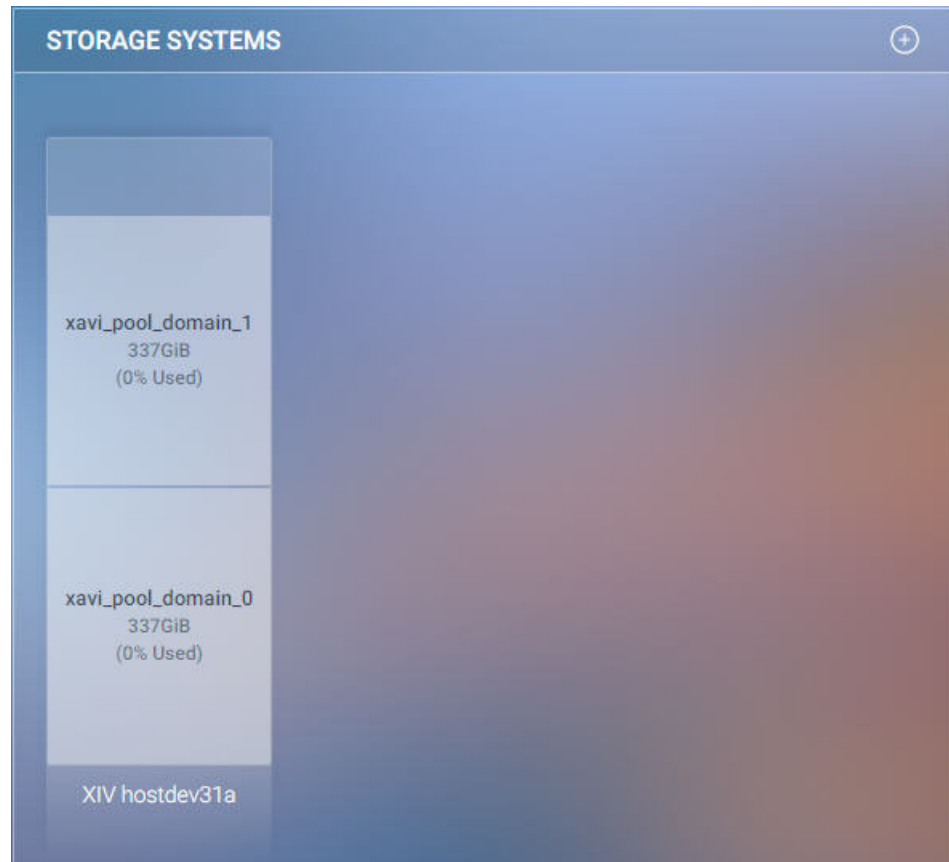 STORAGE SYSTEMS
xavi_pool_domain_1
337GiB
(0% Used)
xavi_pool_domain_0
337GiB
(0% Used)
XIV hostdev31a